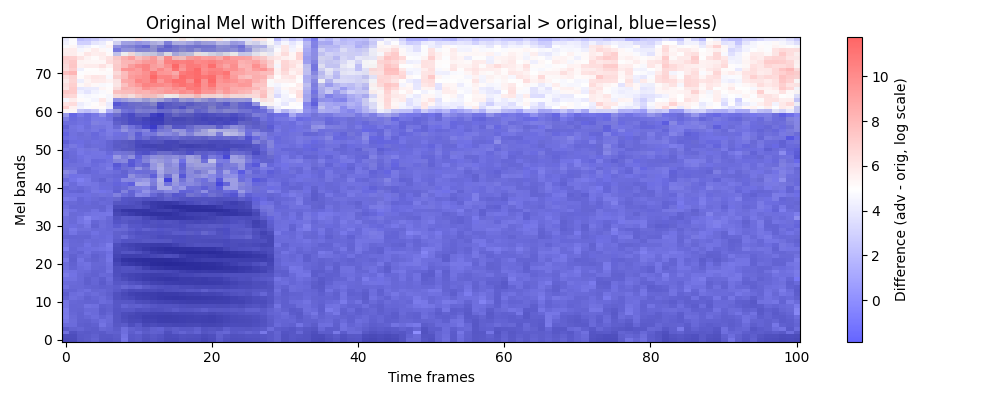 Original Mel with Differences (red=adversarial > original, blue=less)
Mel bands
70
60
50
40
30
20
10
0
0 20 40 60 80 100
Time frames
10
8
6
4
2
0
Difference (adv - orig, log scale)